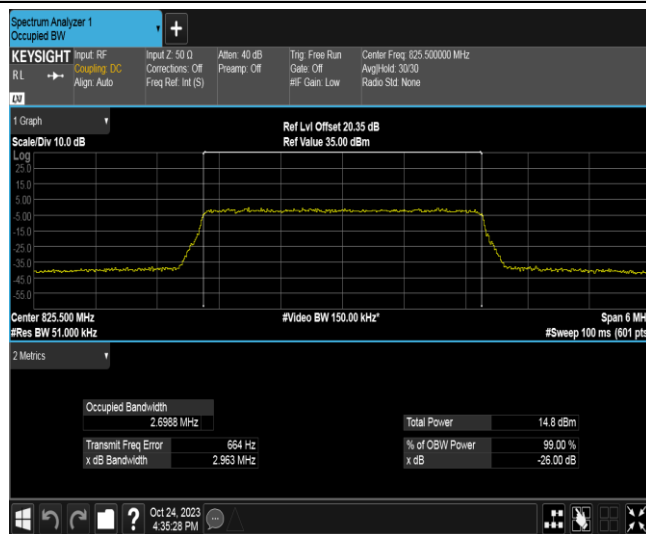 Spectrum Analyzer 1
Occupied BW
+
KEYSIGHT Input: RF Input Z: 50 Ω Atten: 40 dB Trig: Free Run Center Freq: 825.500000 MHz
RL Coupling: DC Corrections: Off Preamp: Off Gate: Off Avg|Hold: 30/30
Align: Auto Freq Ref: Int (S) #IF Gain: Low Radio Std: None
LXI
1 Graph
Ref Lvl Offset 20.35 dB
Scale/Div 10.0 dB Ref Value 35.00 dBm
Log
25.0
15.0
5.00
-5.00
-15.0
-25.0
-35.0
-45.0
-55.0
Center 825.500 MHz #Video BW 150.00 kHz* Span 6 MH
#Res BW 51.000 kHz #Sweep 100 ms (601 pts
2 Metrics
Occupied Bandwidth
2.6988 MHz Total Power 14.8 dBm
Transmit Freq Error 664 Hz % of OBW Power 99.00 %
x dB Bandwidth 2.963 MHz x dB -26.00 dB
? Oct 24, 2023
4:35:28 PM